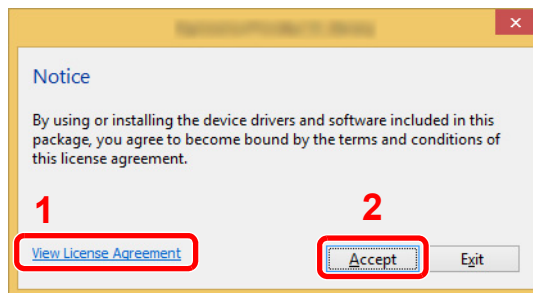 Notice
By using or installing the device drivers and software included in this
package, you agree to become bound by the terms and conditions of
this license agreement.
1
2
View License Agreement
Accept
Exit